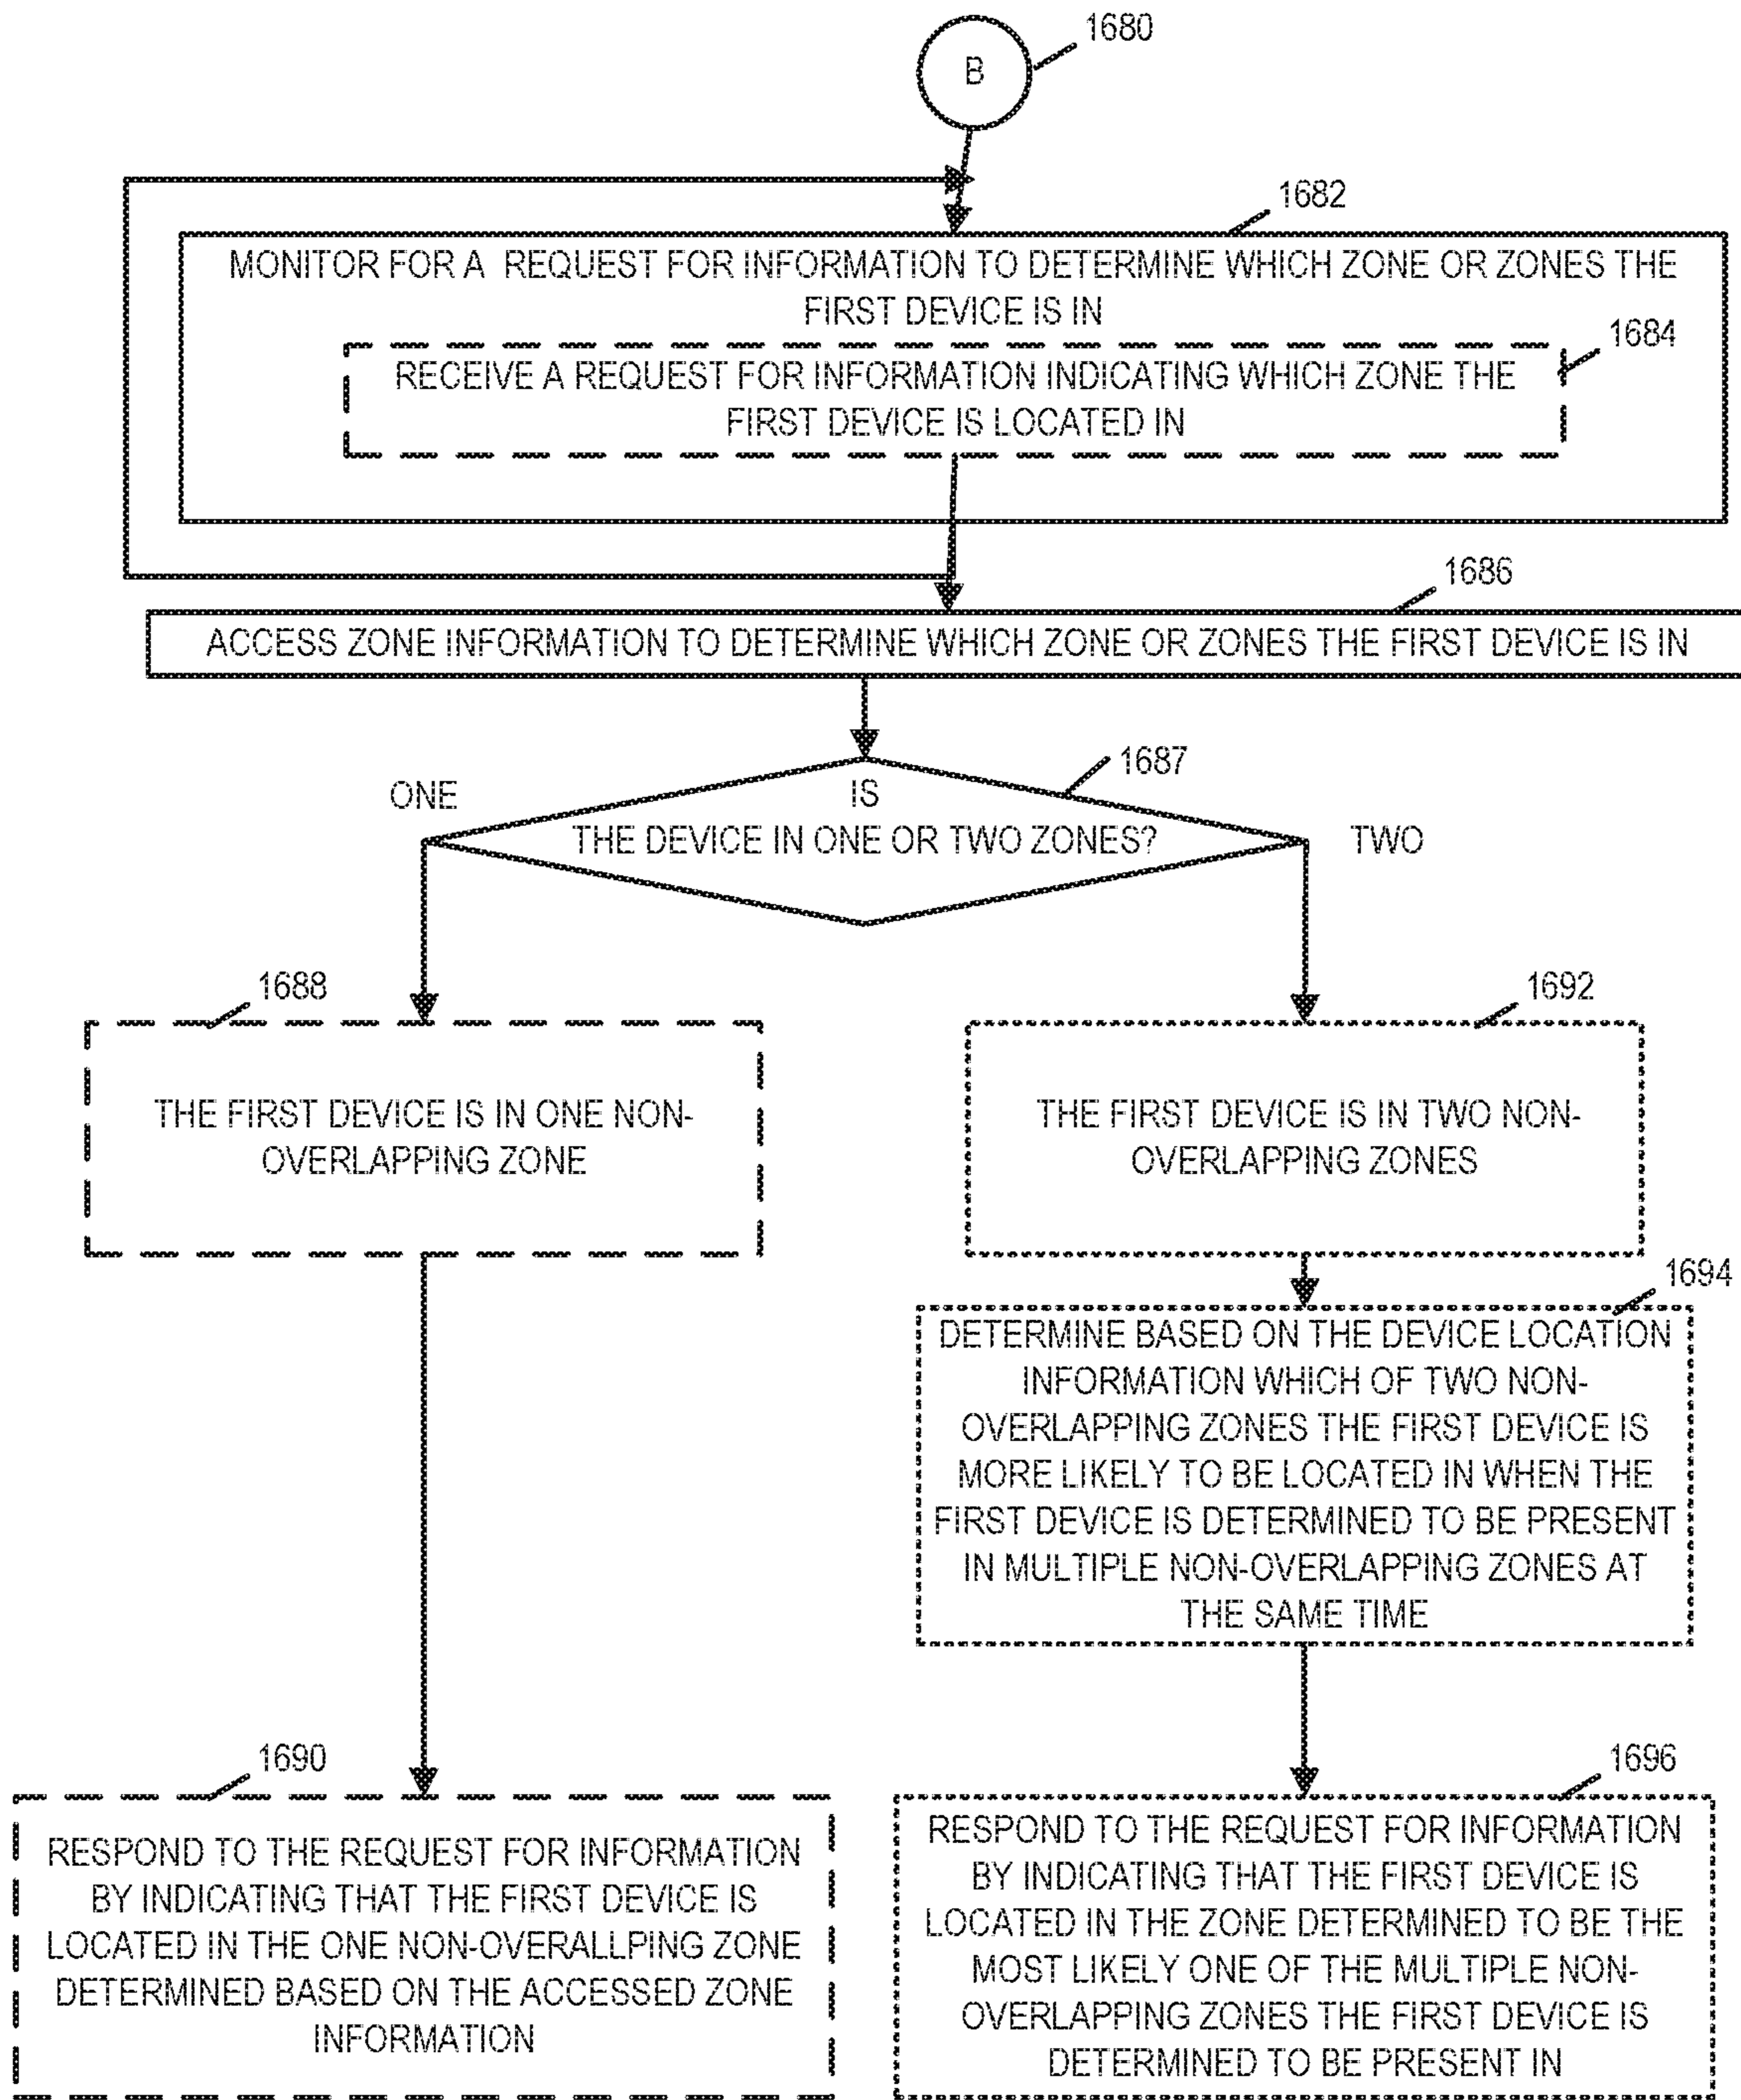 1680
B
1682
MONITOR FOR A REQUEST FOR INFORMATION TO DETERMINE WHICH ZONE OR ZONES THE
FIRST DEVICE IS IN
1684
RECEIVE A REQUEST FOR INFORMATION INDICATING WHICH ZONE THE
FIRST DEVICE IS LOCATED IN
1686
ACCESS ZONE INFORMATION TO DETERMINE WHICH ZONE OR ZONES THE FIRST DEVICE IS IN
1687
ONE
IS
THE DEVICE IN ONE OR TWO ZONES?
TWO
1688
THE FIRST DEVICE IS IN ONE NON-
OVERLAPPING ZONE
1692
THE FIRST DEVICE IS IN TWO NON-
OVERLAPPING ZONES
1694
DETERMINE BASED ON THE DEVICE LOCATION
INFORMATION WHICH OF TWO NON-
OVERLAPPING ZONES THE FIRST DEVICE IS
MORE LIKELY TO BE LOCATED IN WHEN THE
FIRST DEVICE IS DETERMINED TO BE PRESENT
IN MULTIPLE NON-OVERLAPPING ZONES AT
THE SAME TIME
1690
RESPOND TO THE REQUEST FOR INFORMATION
BY INDICATING THAT THE FIRST DEVICE IS
LOCATED IN THE ONE NON-OVERALLPING ZONE
DETERMINED BASED ON THE ACCESSED ZONE
INFORMATION
1696
RESPOND TO THE REQUEST FOR INFORMATION
BY INDICATING THAT THE FIRST DEVICE IS
LOCATED IN THE ZONE DETERMINED TO BE THE
MOST LIKELY ONE OF THE MULTIPLE NON-
OVERLAPPING ZONES THE FIRST DEVICE IS
DETERMINED TO BE PRESENT IN